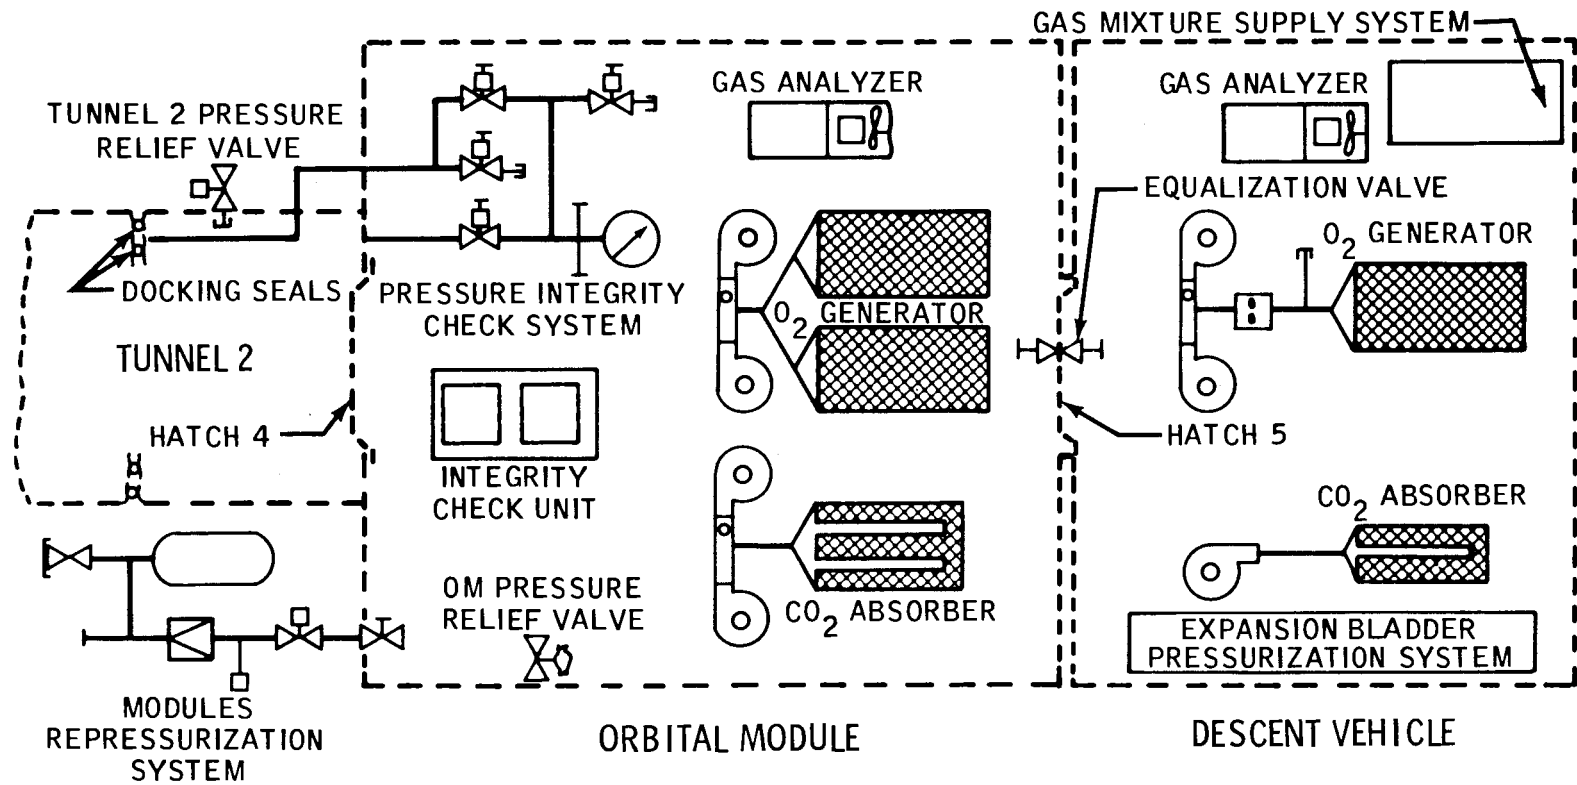 GAS MIXTURE SUPPLY SYSTEM
TUNNEL 2 PRESSURE
RELIEF VALVE
GAS ANALYZER
GAS ANALYZER
EQUALIZATION VALVE
O2 GENERATOR
DOCKING SEALS
PRESSURE INTEGRITY
CHECK SYSTEM
O2 GENERATOR
TUNNEL 2
HATCH 4
HATCH 5
INTEGRITY
CHECK UNIT
CO2 ABSORBER
OM PRESSURE
RELIEF VALVE
CO2 ABSORBER
EXPANSION BLADDER
PRESSURIZATION SYSTEM
MODULES
REPRESSURIZATION
SYSTEM
ORBITAL MODULE
DESCENT VEHICLE